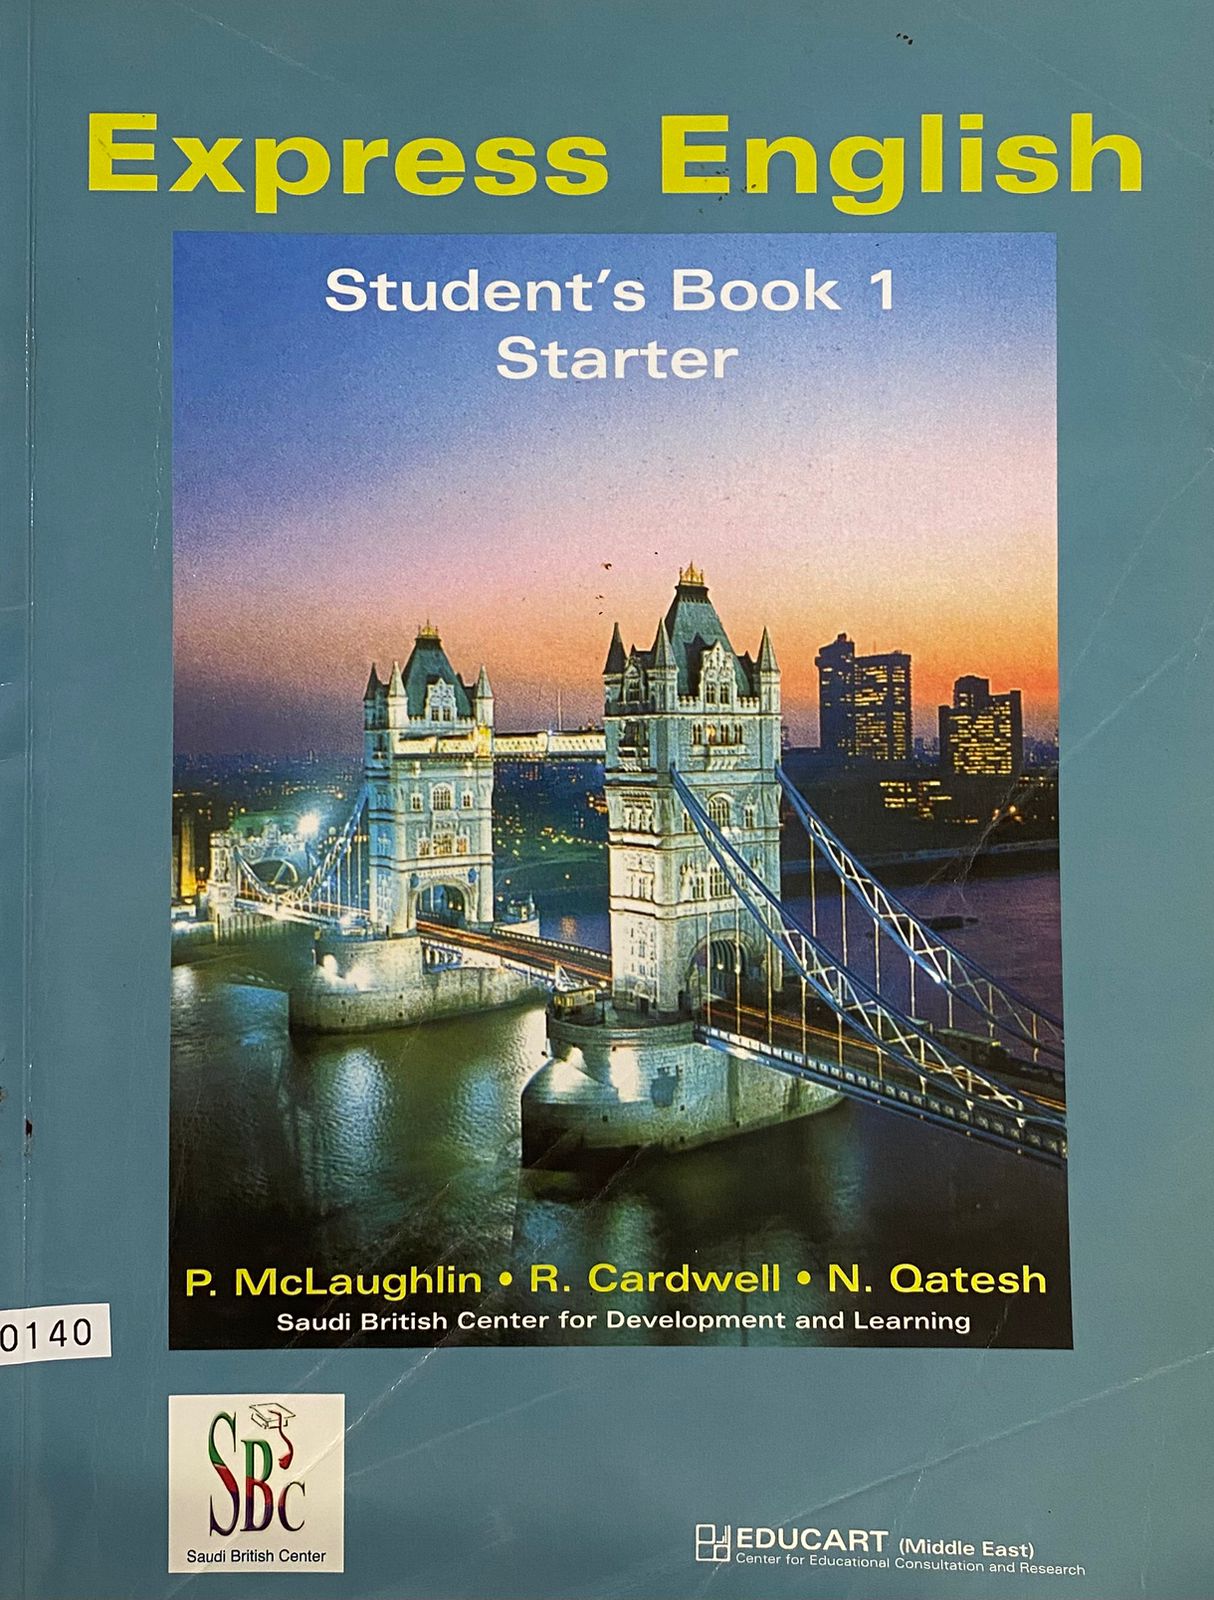 Express English
Student's Book 1
Starter
P. McLaughlin • R. Cardwell • N. Qatesh
Saudi British Center for Development and Learning
0140
SBC
Saudi British Center
EDUCART (Middle East)
Center for Educational Consultation and Research